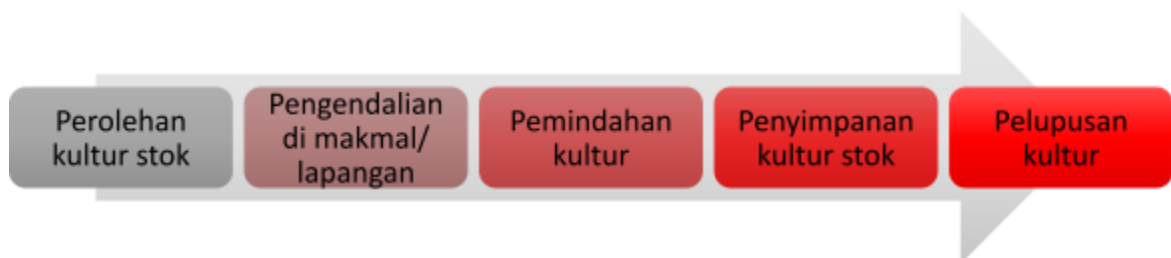 Perolehan
kultur stok
Pengendalian
di makmal/
lapangan
Pemindahan
kultur
Penyimpanan
kultur stok
Pelupusan
kultur